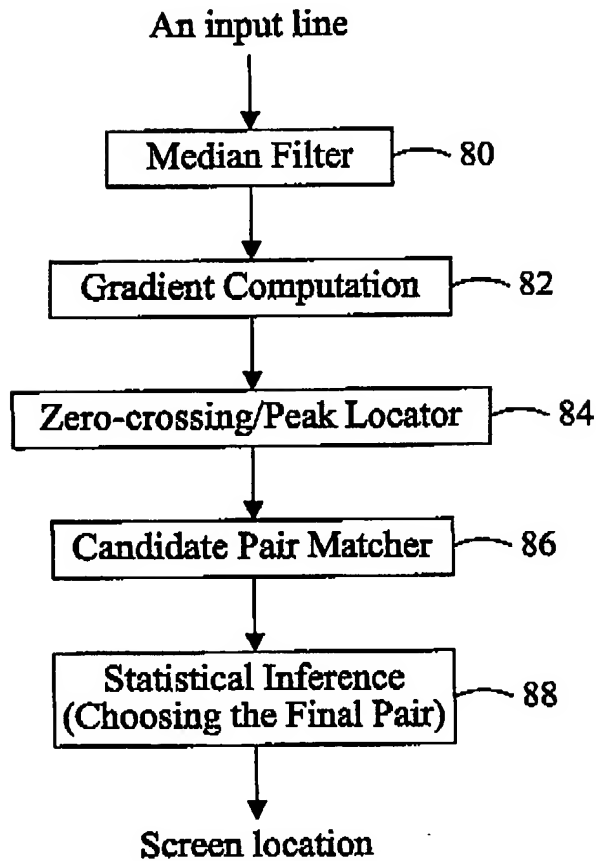 An input line
Median Filter 80
Gradient Computation 82
Zero-crossing/Peak Locator 84
Candidate Pair Matcher 86
Statistical Inference
(Choosing the Final Pair) 88
Screen location